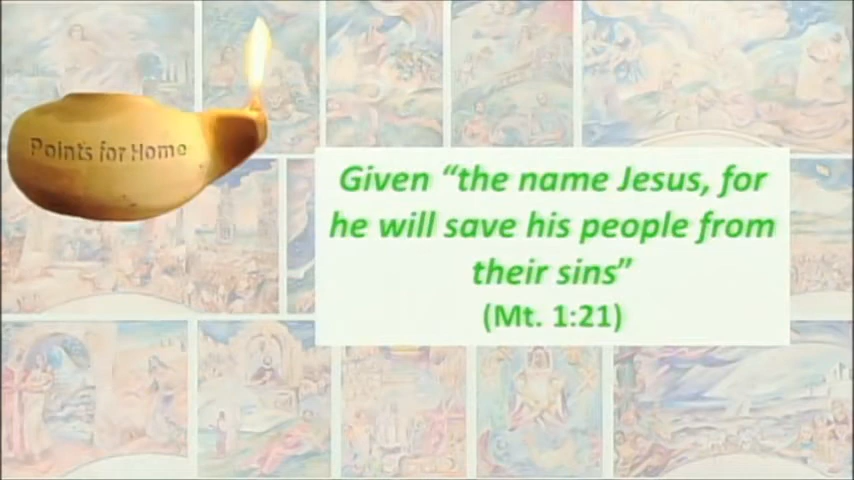 Points for Home
Given “the name Jesus, for
he will save his people from
their sins”
(Mt. 1:21)